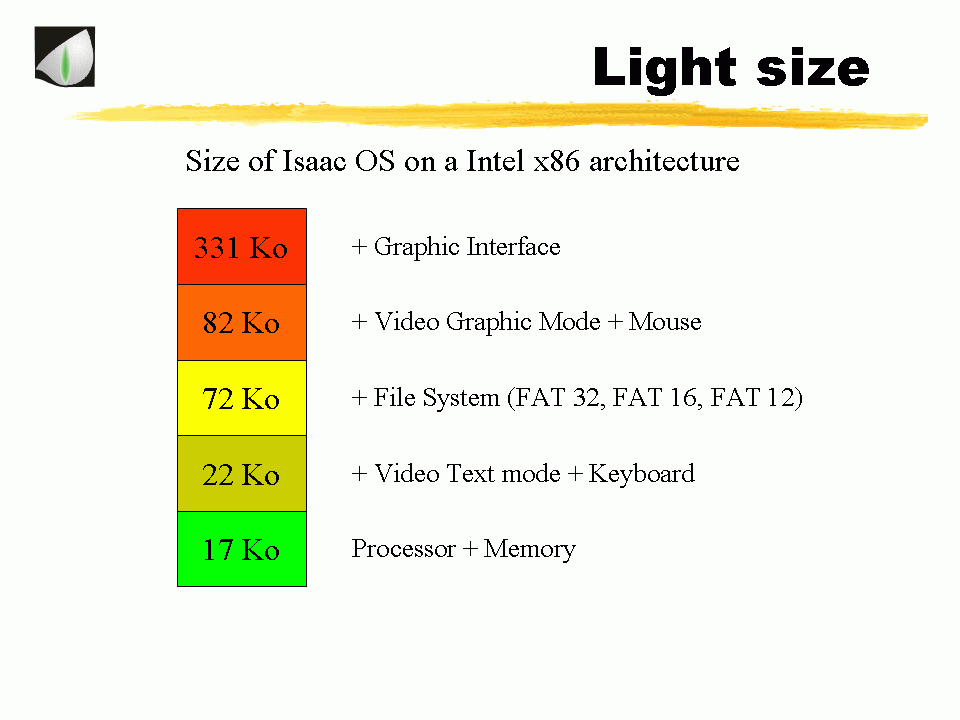 Light size
Size of Isaac OS on a Intel x86 architecture
331 Ko + Graphic Interface
82 Ko + Video Graphic Mode + Mouse
72 Ko + File System (FAT 32, FAT 16, FAT 12)
22 Ko + Video Text mode + Keyboard
17 Ko Processor + Memory